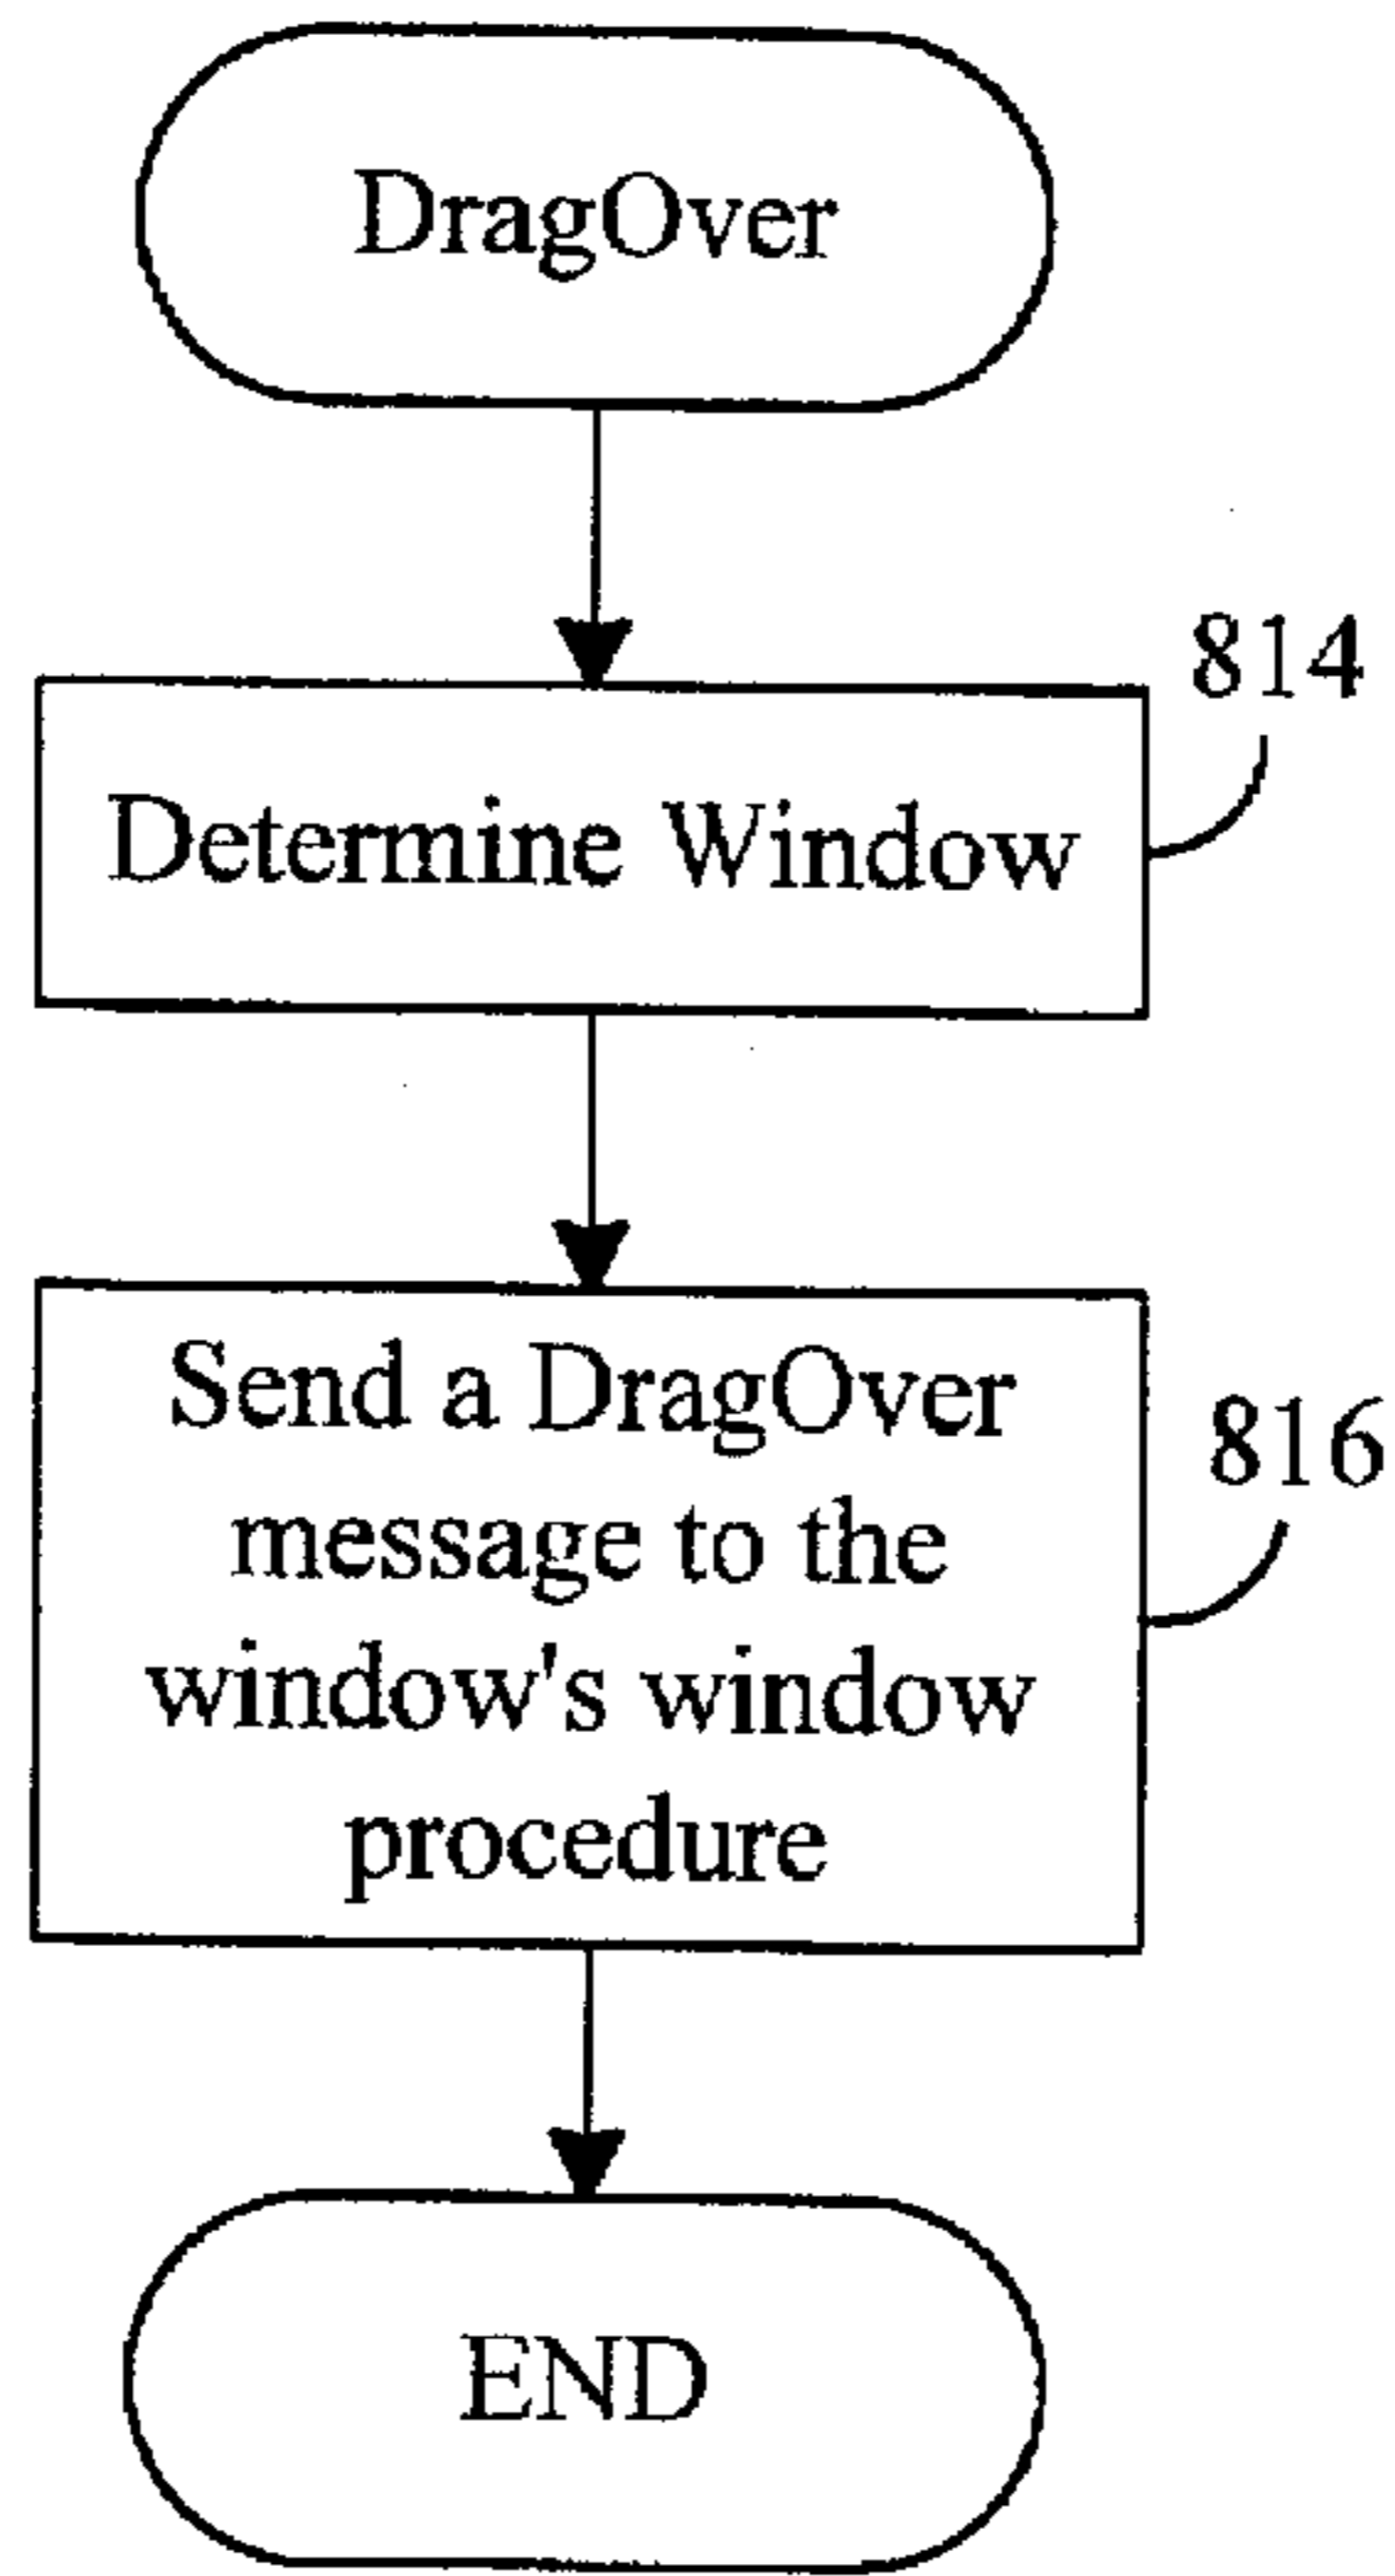 DragOver
814
Determine Window
Send a DragOver
message to the
816
window's window
procedure
END